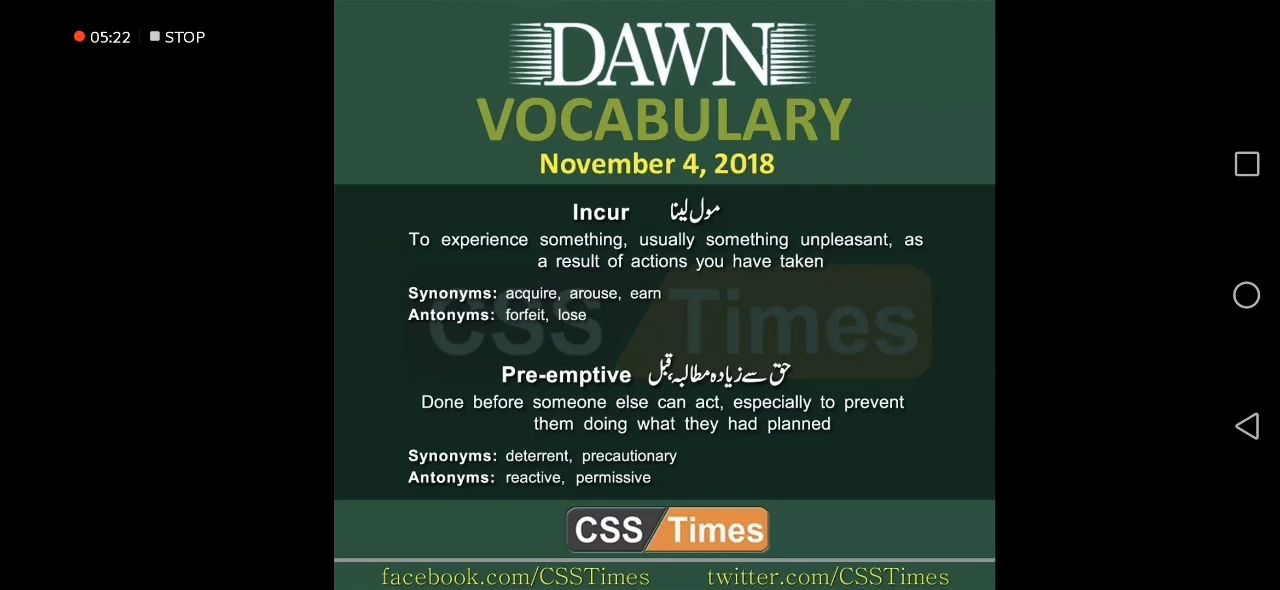 05:22 STOP
DAWN
VOCABULARY
November 4, 2018
Incur مول لینا
To experience something, usually something unpleasant, as
a result of actions you have taken
Synonyms: acquire, arouse, earn
Antonyms: forfeit, lose
CSS Times
Pre-emptive حق سے زیادہ مطالبہ، قبل
Done before someone else can act, especially to prevent
them doing what they had planned
Synonyms: deterrent, precautionary
Antonyms: reactive, permissive
CSS Times
facebook.com/CSSTimes twitter.com/CSSTimes